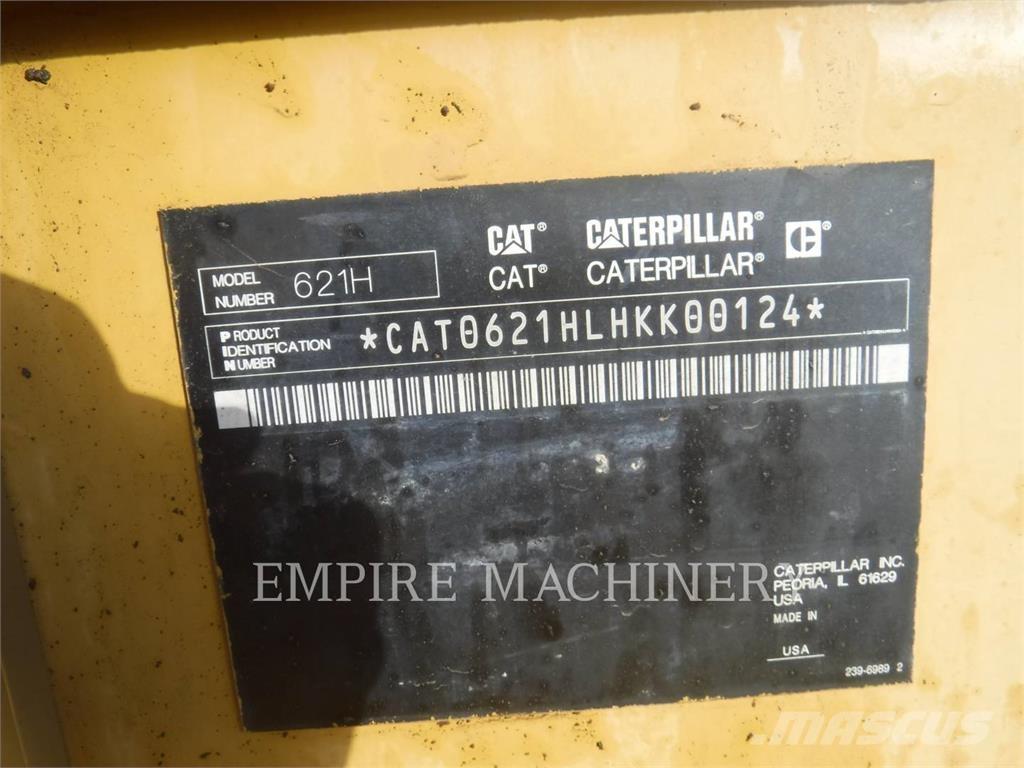 CAT® CATERPILLAR® C®
CAT® CATERPILLAR®
MODEL NUMBER 621H
PRODUCT IDENTIFICATION NUMBER *CAT0621HLHKK00124*
EMPIRE MACHINERY
CATERPILLAR INC.
PEORIA, IL 61629
USA
MADE IN
USA
239-6989 2
MASCUS